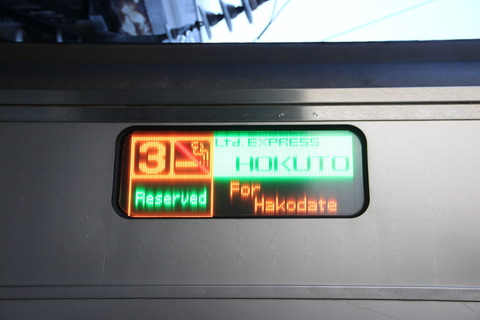 3
Reserved
Ltd. EXPRESS
HOKUTO
For
Hakodate